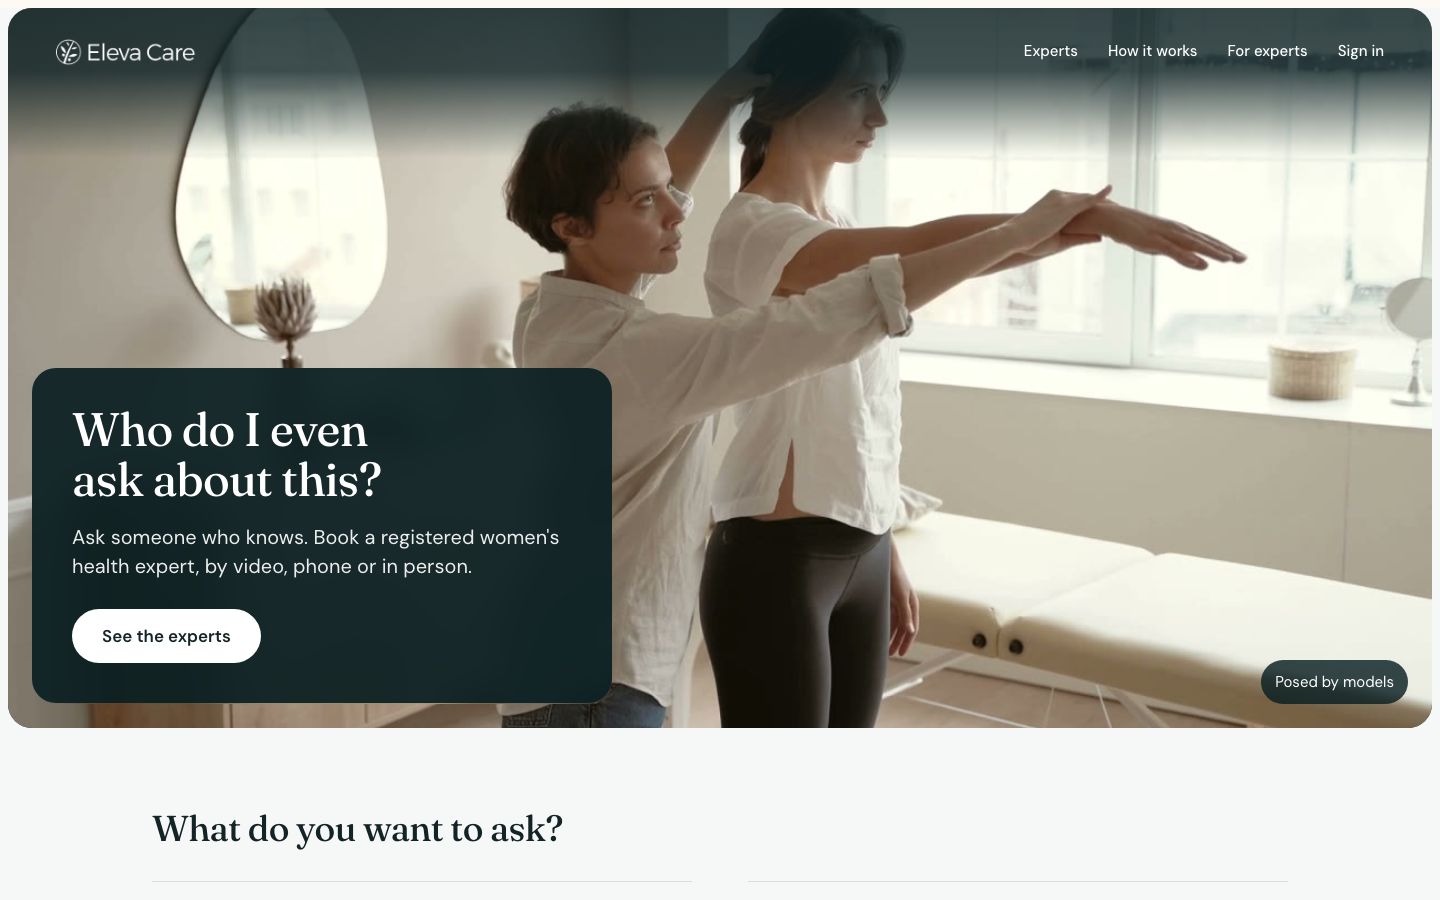 Eleva Care
Experts
How it works
For experts
Sign in
Who do I even
ask about this?
Ask someone who knows. Book a registered women's
health expert, by video, phone or in person.
See the experts
Posed by models
What do you want to ask?